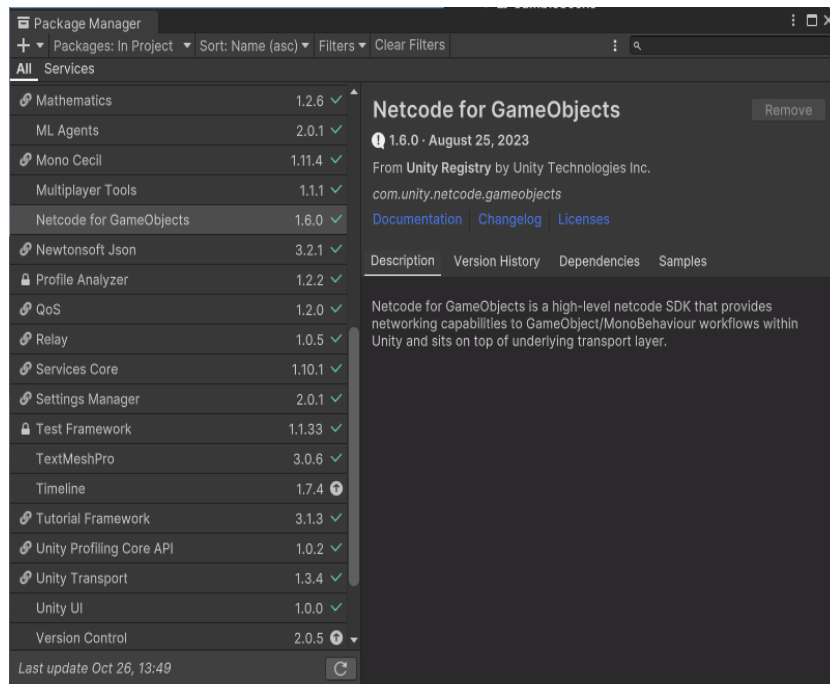 Package Manager
Packages: In Project
Sort: Name (asc)
Filters
Clear Filters
All Services
Mathematics 1.2.6
ML Agents 2.0.1
Mono Cecil 1.11.4
Multiplayer Tools 1.1.1
Netcode for GameObjects 1.6.0
Newtonsoft Json 3.2.1
Profile Analyzer 1.2.2
QoS 1.2.0
Relay 1.0.5
Services Core 1.10.1
Settings Manager 2.0.1
Test Framework 1.1.33
TextMeshPro 3.0.6
Timeline 1.7.4
Tutorial Framework 3.1.3
Unity Profiling Core API 1.0.2
Unity Transport 1.3.4
Unity UI 1.0.0
Version Control 2.0.5
Last update Oct 26, 13:49
Netcode for GameObjects
Remove
1.6.0 · August 25, 2023
From Unity Registry by Unity Technologies Inc.
com.unity.netcode.gameobjects
Documentation Changelog Licenses
Description Version History Dependencies Samples
Netcode for GameObjects is a high-level netcode SDK that provides
networking capabilities to GameObject/MonoBehaviour workflows within
Unity and sits on top of underlying transport layer.